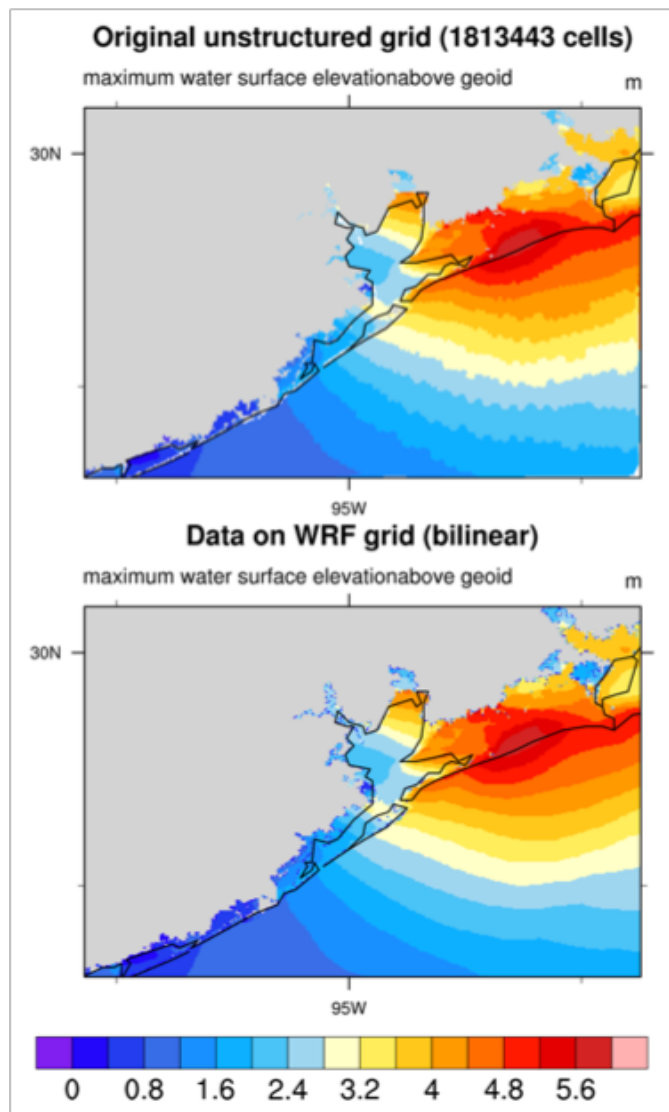 Original unstructured grid (1813443 cells)
maximum water surface elevationabove geoid m
30N
95W
Data on WRF grid (bilinear)
maximum water surface elevationabove geoid m
30N
95W
0 0.8 1.6 2.4 3.2 4 4.8 5.6